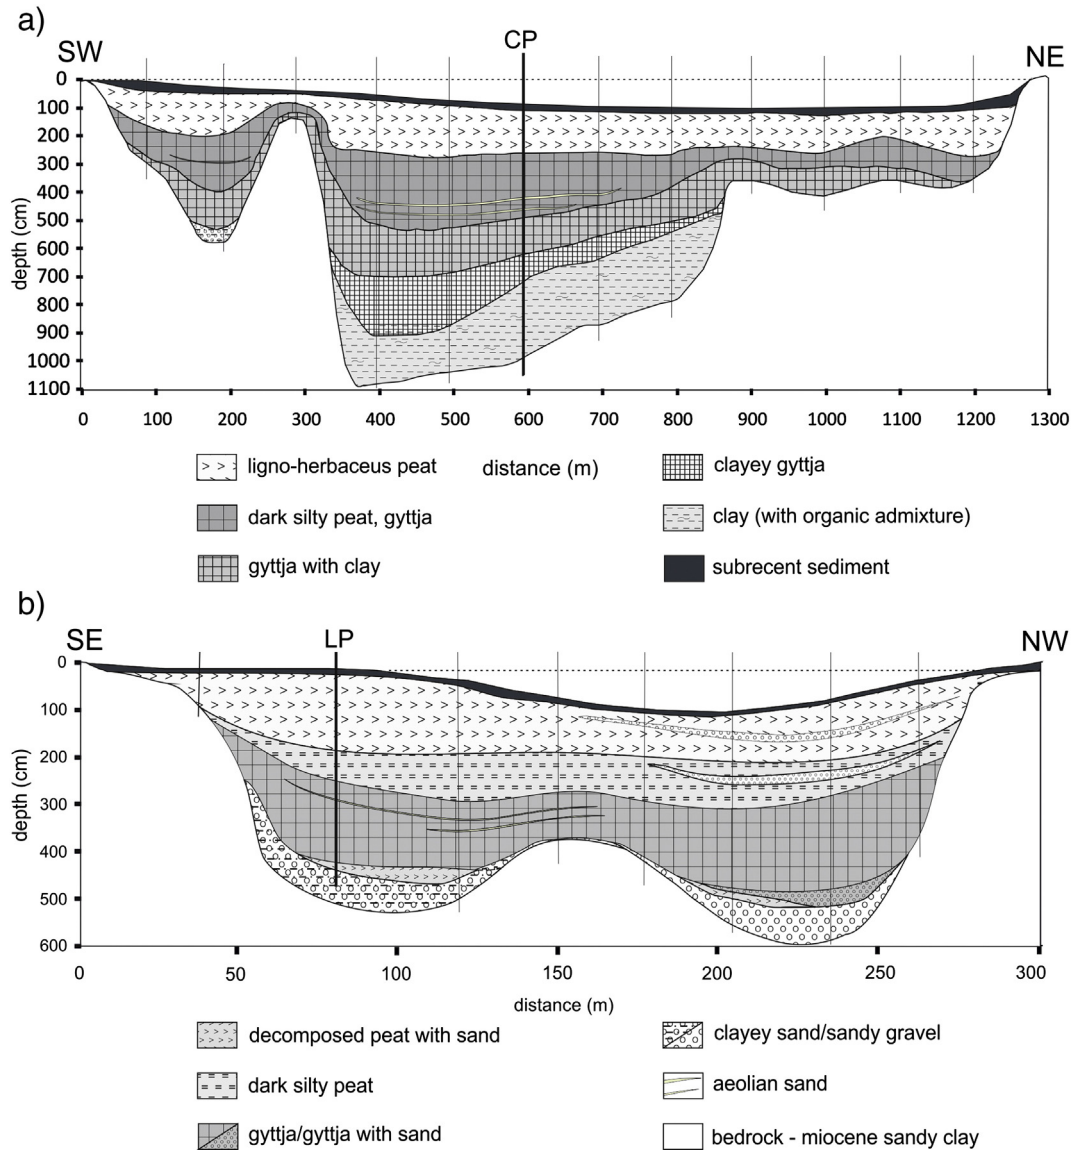 a)
SW
CP
NE
0
100
200
300
400
500
600
700
800
900
1000
1100
depth (cm)
0 100 200 300 400 500 600 700 800 900 1000 1100 1200 1300
distance (m)
ligno-herbaceus peat
clayey gyttja
dark silty peat, gyttja
clay (with organic admixture)
gyttja with clay
subrecent sediment
b)
SE
LP
NW
0
100
200
300
400
500
600
depth (cm)
0 50 100 150 200 250 300
distance (m)
decomposed peat with sand
clayey sand/sandy gravel
dark silty peat
aeolian sand
gyttja/gyttja with sand
bedrock - miocene sandy clay